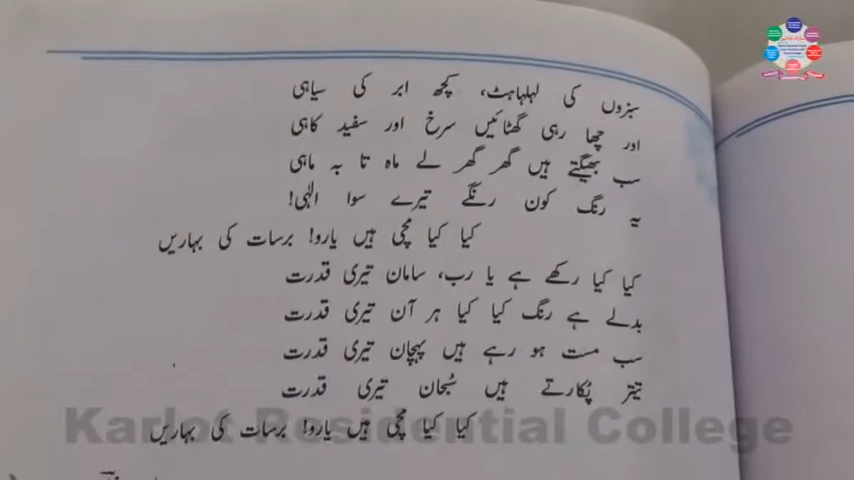 سبزوں کی لہلہاہٹ، کچھ ابر کی سیاہی
اور چھا رہی گھٹائیں سرخ اور سفید کاہی
سب بھیگتے ہیں گھر گھر لے ماہ تا بہ ماہی
یہ رنگ کون رنگے تیرے سوا الٰہی!
کیا کیا مچی ہیں یارو! برسات کی بہاریں
کیا کیا رکھے ہے یا رب، سامان تیری قدرت
بدلے ہے رنگ کیا کیا ہر آن تیری قدرت
سب مست ہو رہے ہیں پہچان تیری قدرت
تیتر پُکارتے ہیں سُبحان تیری قدرت
کیا کیا مچی ہیں یارو! برسات کی بہاریں
Karlot Residential College